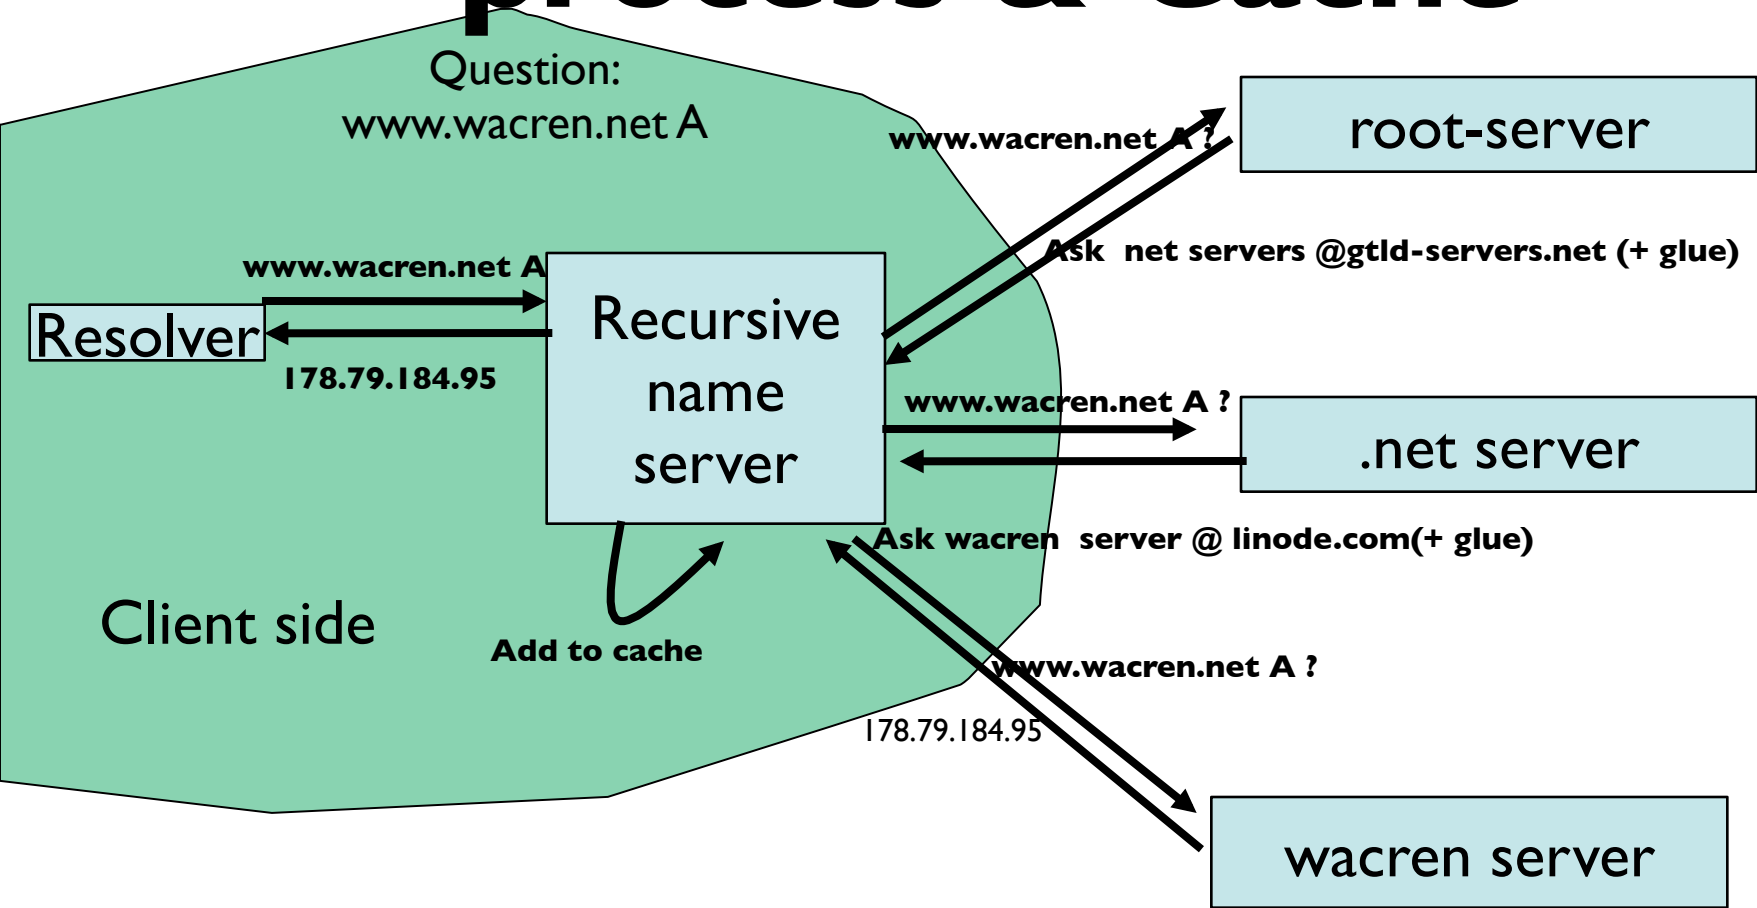 process & Cache
Question:
www.wacren.net A
www.wacren.net A ?
root-server
Ask net servers @gtld-servers.net (+ glue)
www.wacren.net A
Resolver
178.79.184.95
Recursive
name
server
www.wacren.net A ?
.net server
Ask wacren server @ linode.com(+ glue)
Client side
Add to cache
www.wacren.net A ?
178.79.184.95
wacren server